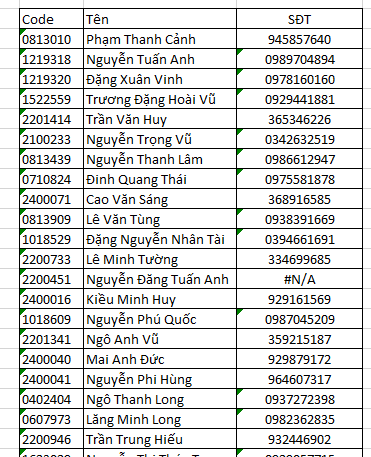 Code Tên SĐT
0813010 Phạm Thanh Cảnh 945857640
1219318 Nguyễn Tuấn Anh 0989704894
1219320 Đặng Xuân Vinh 0978160160
1522559 Trương Đặng Hoài Vũ 0929441881
2201414 Trần Văn Huy 365346226
2100233 Nguyễn Trọng Vũ 0342632519
0813439 Nguyễn Thanh Lâm 0986612947
0710824 Đinh Quang Thái 0975581878
2400071 Cao Văn Sáng 368916585
0813909 Lê Văn Tùng 0938391669
1018529 Đặng Nguyễn Nhân Tài 0394661691
2200733 Lê Minh Tường 334699685
2200451 Nguyễn Đăng Tuấn Anh #N/A
2400016 Kiều Minh Huy 929161569
1018609 Nguyễn Phú Quốc 0987045209
2201341 Ngô Anh Vũ 359215187
2400040 Mai Anh Đức 929879172
2400041 Nguyễn Phi Hùng 964607317
0402404 Ngô Thanh Long 0937272398
0607973 Lăng Minh Long 0982362835
2200946 Trần Trung Hiếu 932446902